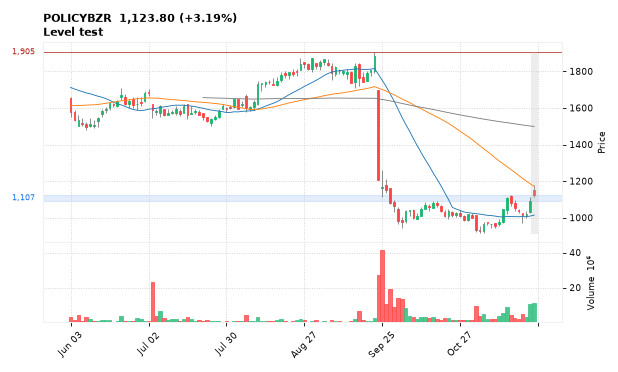 POLICYBZR 1,123.80 (+3.19%)
Level test
1,905
1,107
1800
1600
1400
1200
1000
Price
40
20
Volume 10⁶
Jun 03
Jul 02
Jul 30
Aug 27
Sep 25
Oct 27